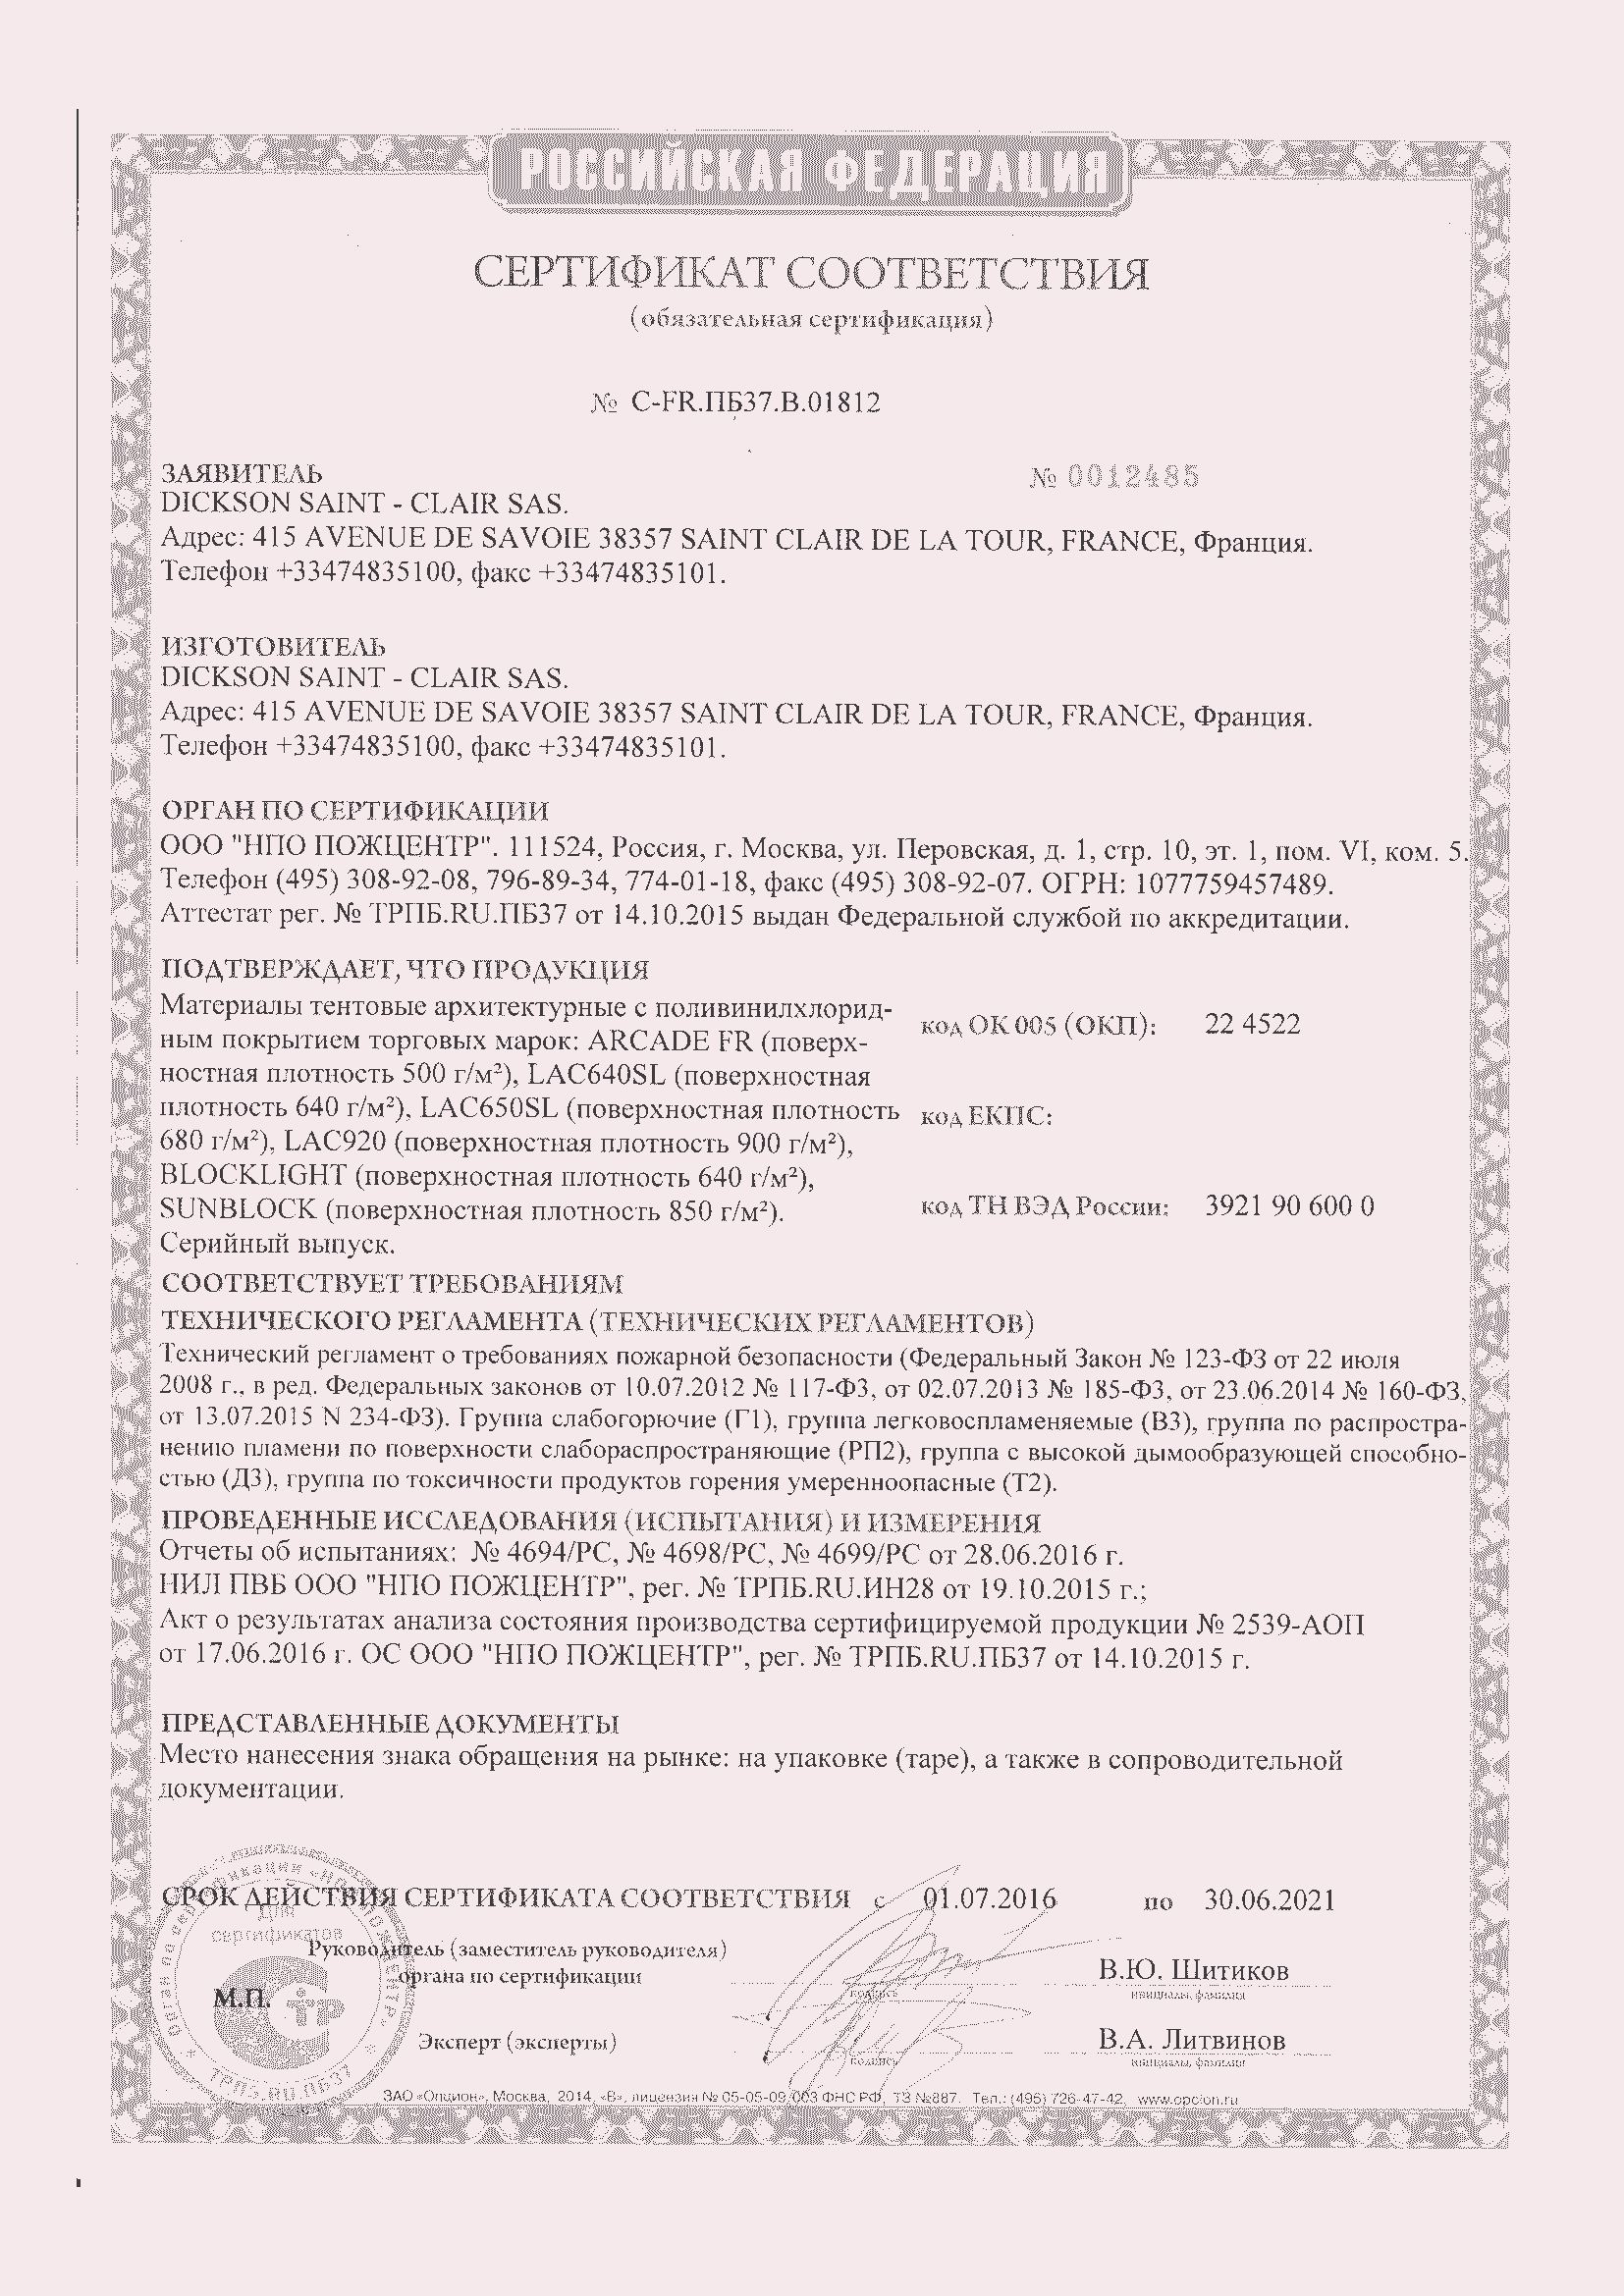 РОССИЙСКАЯ ФЕДЕРАЦИЯ
СЕРТИФИКАТ СООТВЕТСТВИЯ
(обязательная сертификация)
№ С-FR.ПБ37.В.01812
ЗАЯВИТЕЛЬ
№ 0012485
DICKSON SAINT - CLAIR SAS.
Адрес: 415 AVENUE DE SAVOIE 38357 SAINT CLAIR DE LA TOUR, FRANCE, Франция.
Телефон +33474835100, факс +33474835101.
ИЗГОТОВИТЕЛЬ
DICKSON SAINT - CLAIR SAS.
Адрес: 415 AVENUE DE SAVOIE 38357 SAINT CLAIR DE LA TOUR, FRANCE, Франция.
Телефон +33474835100, факс +33474835101.
ОРГАН ПО СЕРТИФИКАЦИИ
ООО "НПО ПОЖЦЕНТР". 111524, Россия, г. Москва, ул. Перовская, д. 1, стр. 10, эт. 1, пом. VI, ком. 5.
Телефон (495) 308-92-08, 796-89-34, 774-01-18, факс (495) 308-92-07. ОГРН: 1077759457489.
Аттестат рег. № ТРПБ.RU.ПБ37 от 14.10.2015 выдан Федеральной службой по аккредитации.
ПОДТВЕРЖДАЕТ, ЧТО ПРОДУКЦИЯ
Материалы тентовые архитектурные с поливинилхлорид-
ным покрытием торговых марок: ARCADE FR (поверх-
ностная плотность 500 г/м²), LAC640SL (поверхностная
плотность 640 г/м²), LAC650SL (поверхностная плотность
680 г/м²), LAC920 (поверхностная плотность 900 г/м²),
BLOCKLIGHT (поверхностная плотность 640 г/м²),
SUNBLOCK (поверхностная плотность 850 г/м²).
Серийный выпуск.
код ОК 005 (ОКП): 22 4522
код ЕКПС:
код ТН ВЭД России: 3921 90 600 0
СООТВЕТСТВУЕТ ТРЕБОВАНИЯМ
ТЕХНИЧЕСКОГО РЕГЛАМЕНТА (ТЕХНИЧЕСКИХ РЕГЛАМЕНТОВ)
Технический регламент о требованиях пожарной безопасности (Федеральный Закон № 123-ФЗ от 22 июля
2008 г., в ред. Федеральных законов от 10.07.2012 № 117-ФЗ, от 02.07.2013 № 185-ФЗ, от 23.06.2014 № 160-ФЗ,
от 13.07.2015 N 234-ФЗ). Группа слабогорючие (Г1), группа легковоспламеняемые (В3), группа по распростра-
нению пламени по поверхности слабораспространяющие (РП2), группа с высокой дымообразующей способно-
стью (Д3), группа по токсичности продуктов горения умеренноопасные (Т2).
ПРОВЕДЕННЫЕ ИССЛЕДОВАНИЯ (ИСПЫТАНИЯ) И ИЗМЕРЕНИЯ
Отчеты об испытаниях: № 4694/РС, № 4698/РС, № 4699/РС от 28.06.2016 г.
НИЛ ПВБ ООО "НПО ПОЖЦЕНТР", рег. № ТРПБ.RU.ИН28 от 19.10.2015 г.;
Акт о результатах анализа состояния производства сертифицируемой продукции № 2539-АОП
от 17.06.2016 г. ОС ООО "НПО ПОЖЦЕНТР", рег. № ТРПБ.RU.ПБ37 от 14.10.2015 г.
ПРЕДСТАВЛЕННЫЕ ДОКУМЕНТЫ
Место нанесения знака обращения на рынке: на упаковке (таре), а также в сопроводительной
документации.
СРОК ДЕЙСТВИЯ СЕРТИФИКАТА СООТВЕТСТВИЯ с 01.07.2016 по 30.06.2021
для
сертификатов
Руководитель (заместитель руководителя)
органа по сертификации
подпись
В.Ю. Шитиков
инициалы, фамилия
М.П.
Эксперт (эксперты)
подпись
В.А. Литвинов
инициалы, фамилия
ТРПБ.RU.ПБ37
ЗАО «Опцион», Москва, 2014, «В», лицензия № 05-05-09/003 ФНС РФ, ТЗ №887. Тел.: (495) 726-47-42, www.opcion.ru